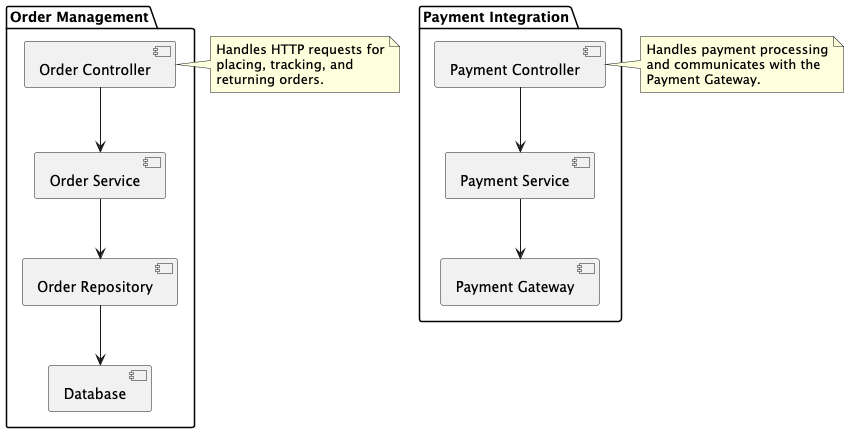 Order Management
Order Controller
Handles HTTP requests for
placing, tracking, and
returning orders.
Order Service
Order Repository
Database
Payment Integration
Payment Controller
Handles payment processing
and communicates with the
Payment Gateway.
Payment Service
Payment Gateway